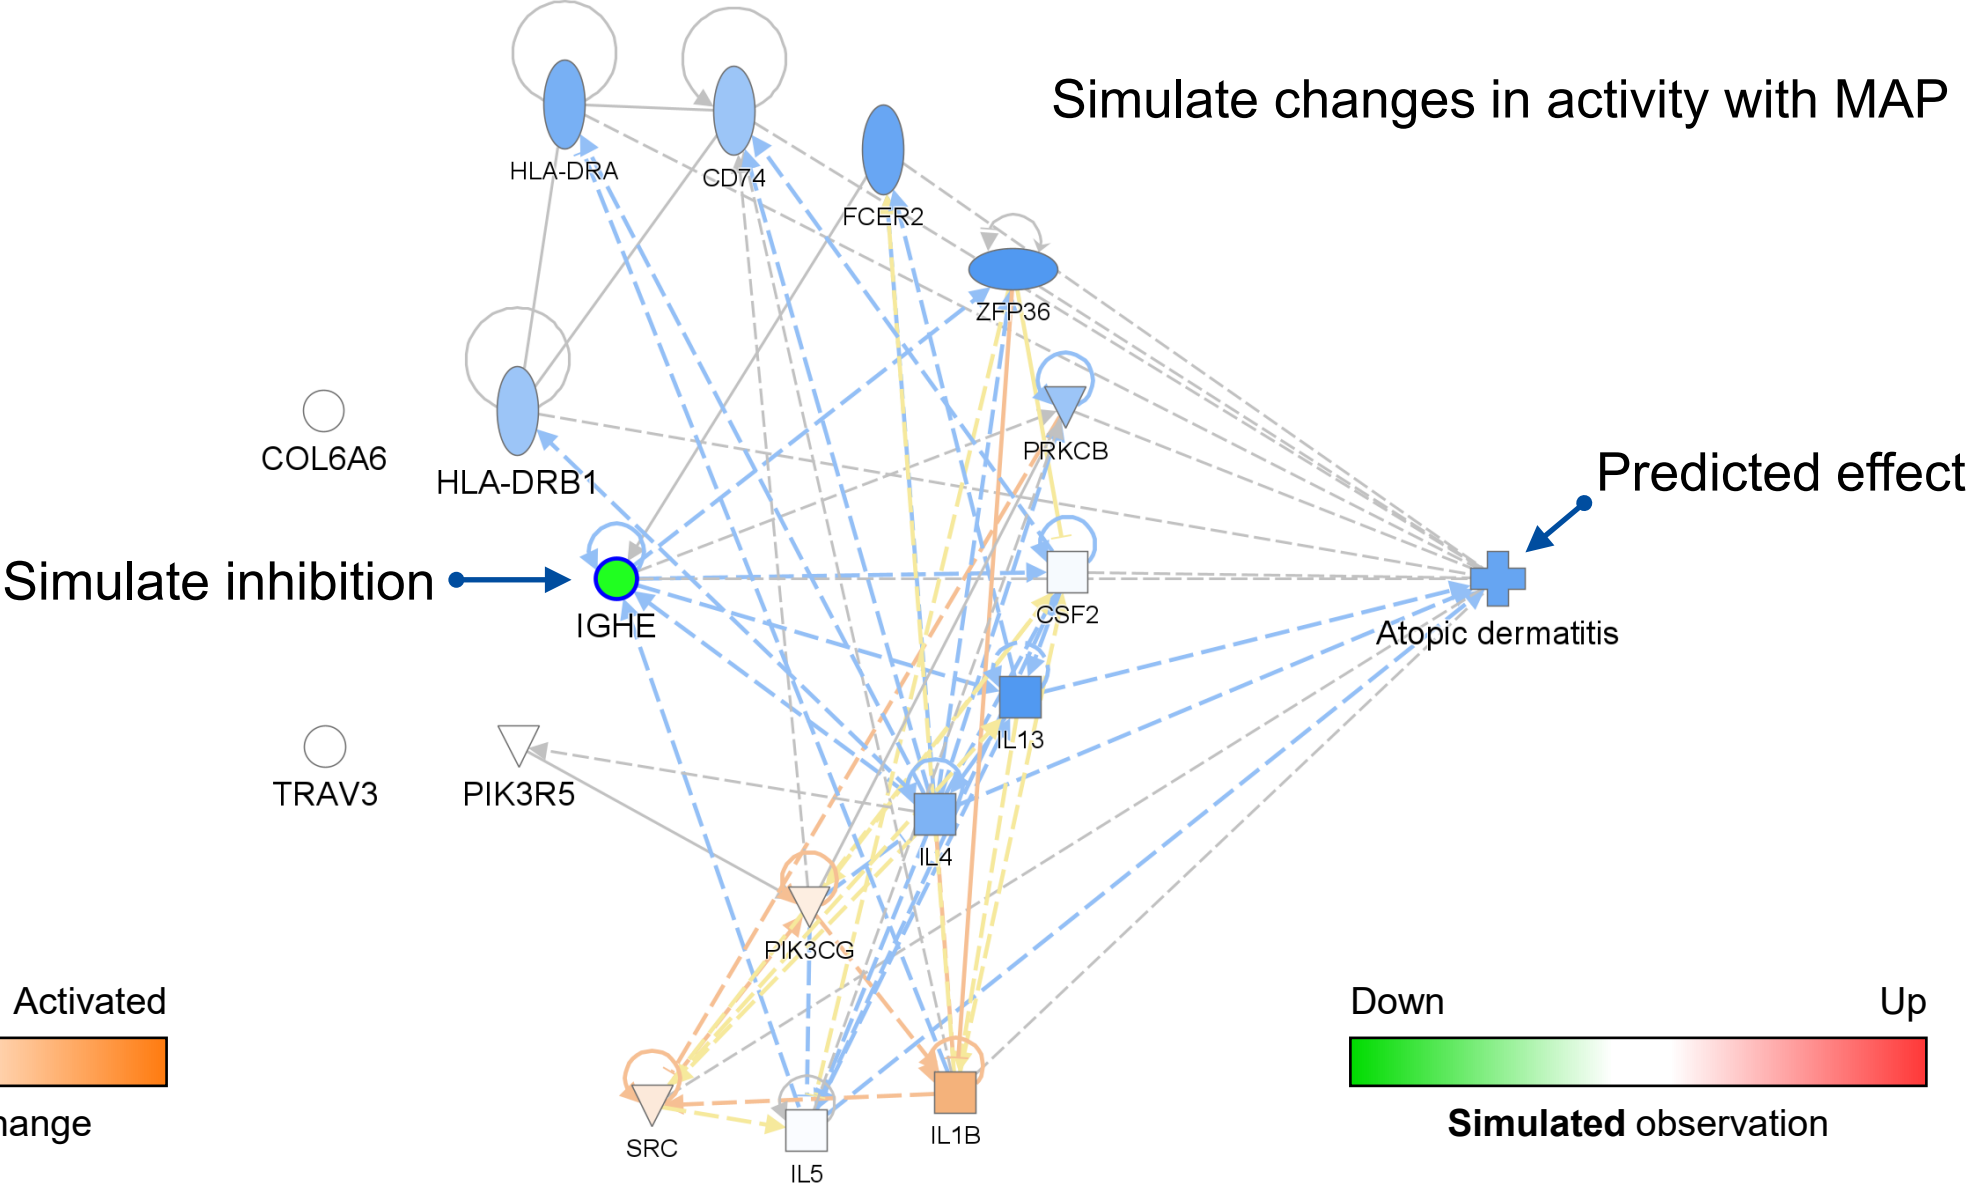 Simulate changes in activity with MAP
HLA-DRA
CD74
FCER2
ZFP36
PRKCB
COL6A6
HLA-DRB1
Predicted effect
Simulate inhibition
IGHE
CSF2
Atopic dermatitis
IL13
TRAV3
PIK3R5
IL4
PIK3CG
Activated
Down
Up
Simulated observation
SRC
IL5
IL1B